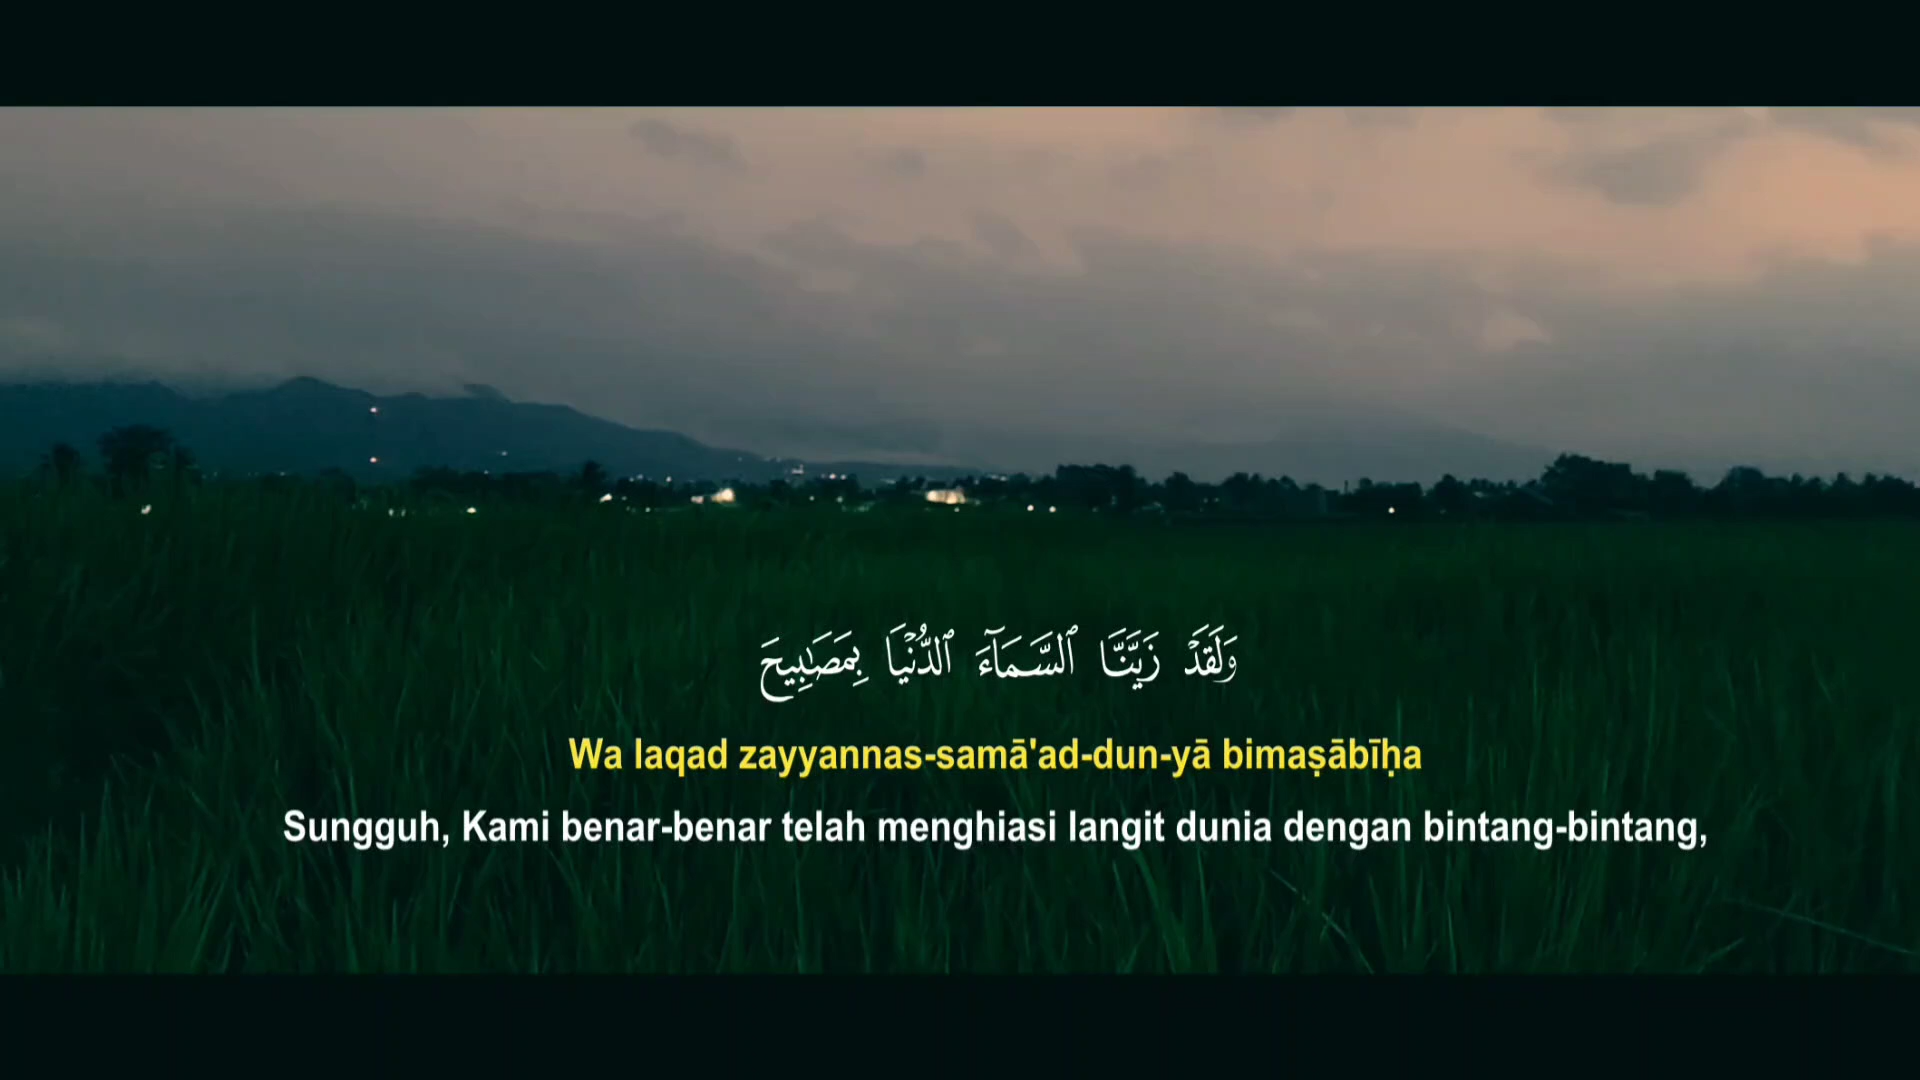 وَلَقَدْ زَيَّنَّا ٱلسَّمَآءَ ٱلدُّنْيَا بِمَصَٰبِيحَ
Wa laqad zayyannas-samā'ad-dun-yā bimaṣābīḥa
Sungguh, Kami benar-benar telah menghiasi langit dunia dengan bintang-bintang,